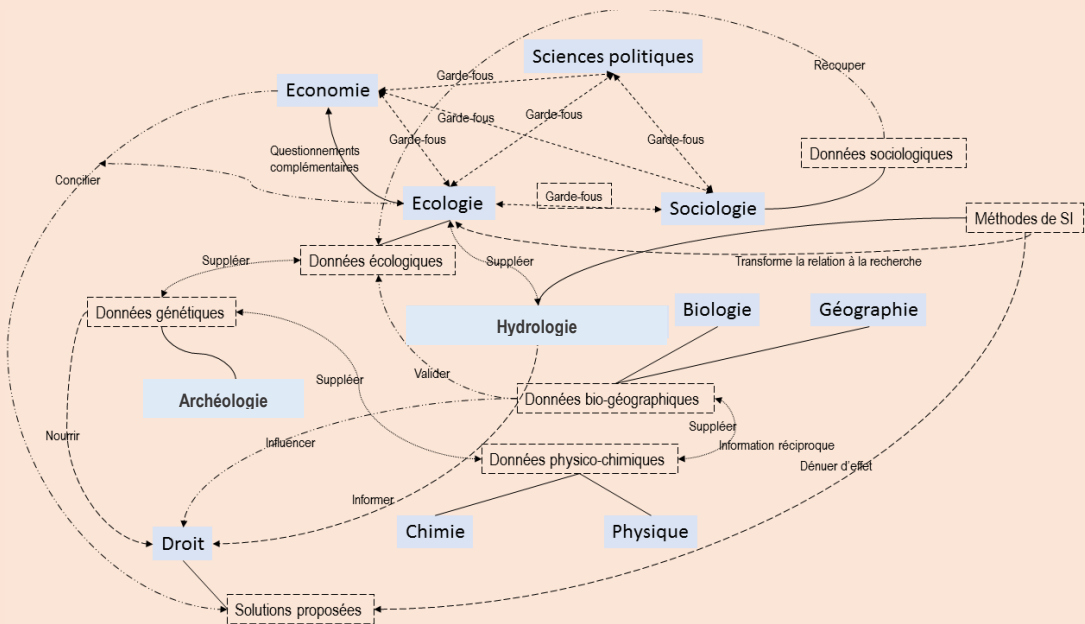 Sciences politiques
Récouper
Garde-fous
Economie
Garde-fous
Garde-fous
Garde-fous
Garde-fous
Questionnements
complémentaires
Données sociologiques
Concilier
Garde-fous
Ecologie
Sociologie
Méthodes de SI
Suppléer
Données écologiques
Suppléer
Transforme la relation à la recherche
Données génétiques
Biologie
Géographie
Hydrologie
Suppléer
Valider
Archéologie
Données bio-géographiques
Suppléer
Nourrir
Influencer
Information réciproque
Données physico-chimiques
Dénuer d'effet
Informer
Chimie
Physique
Droit
Solutions proposées